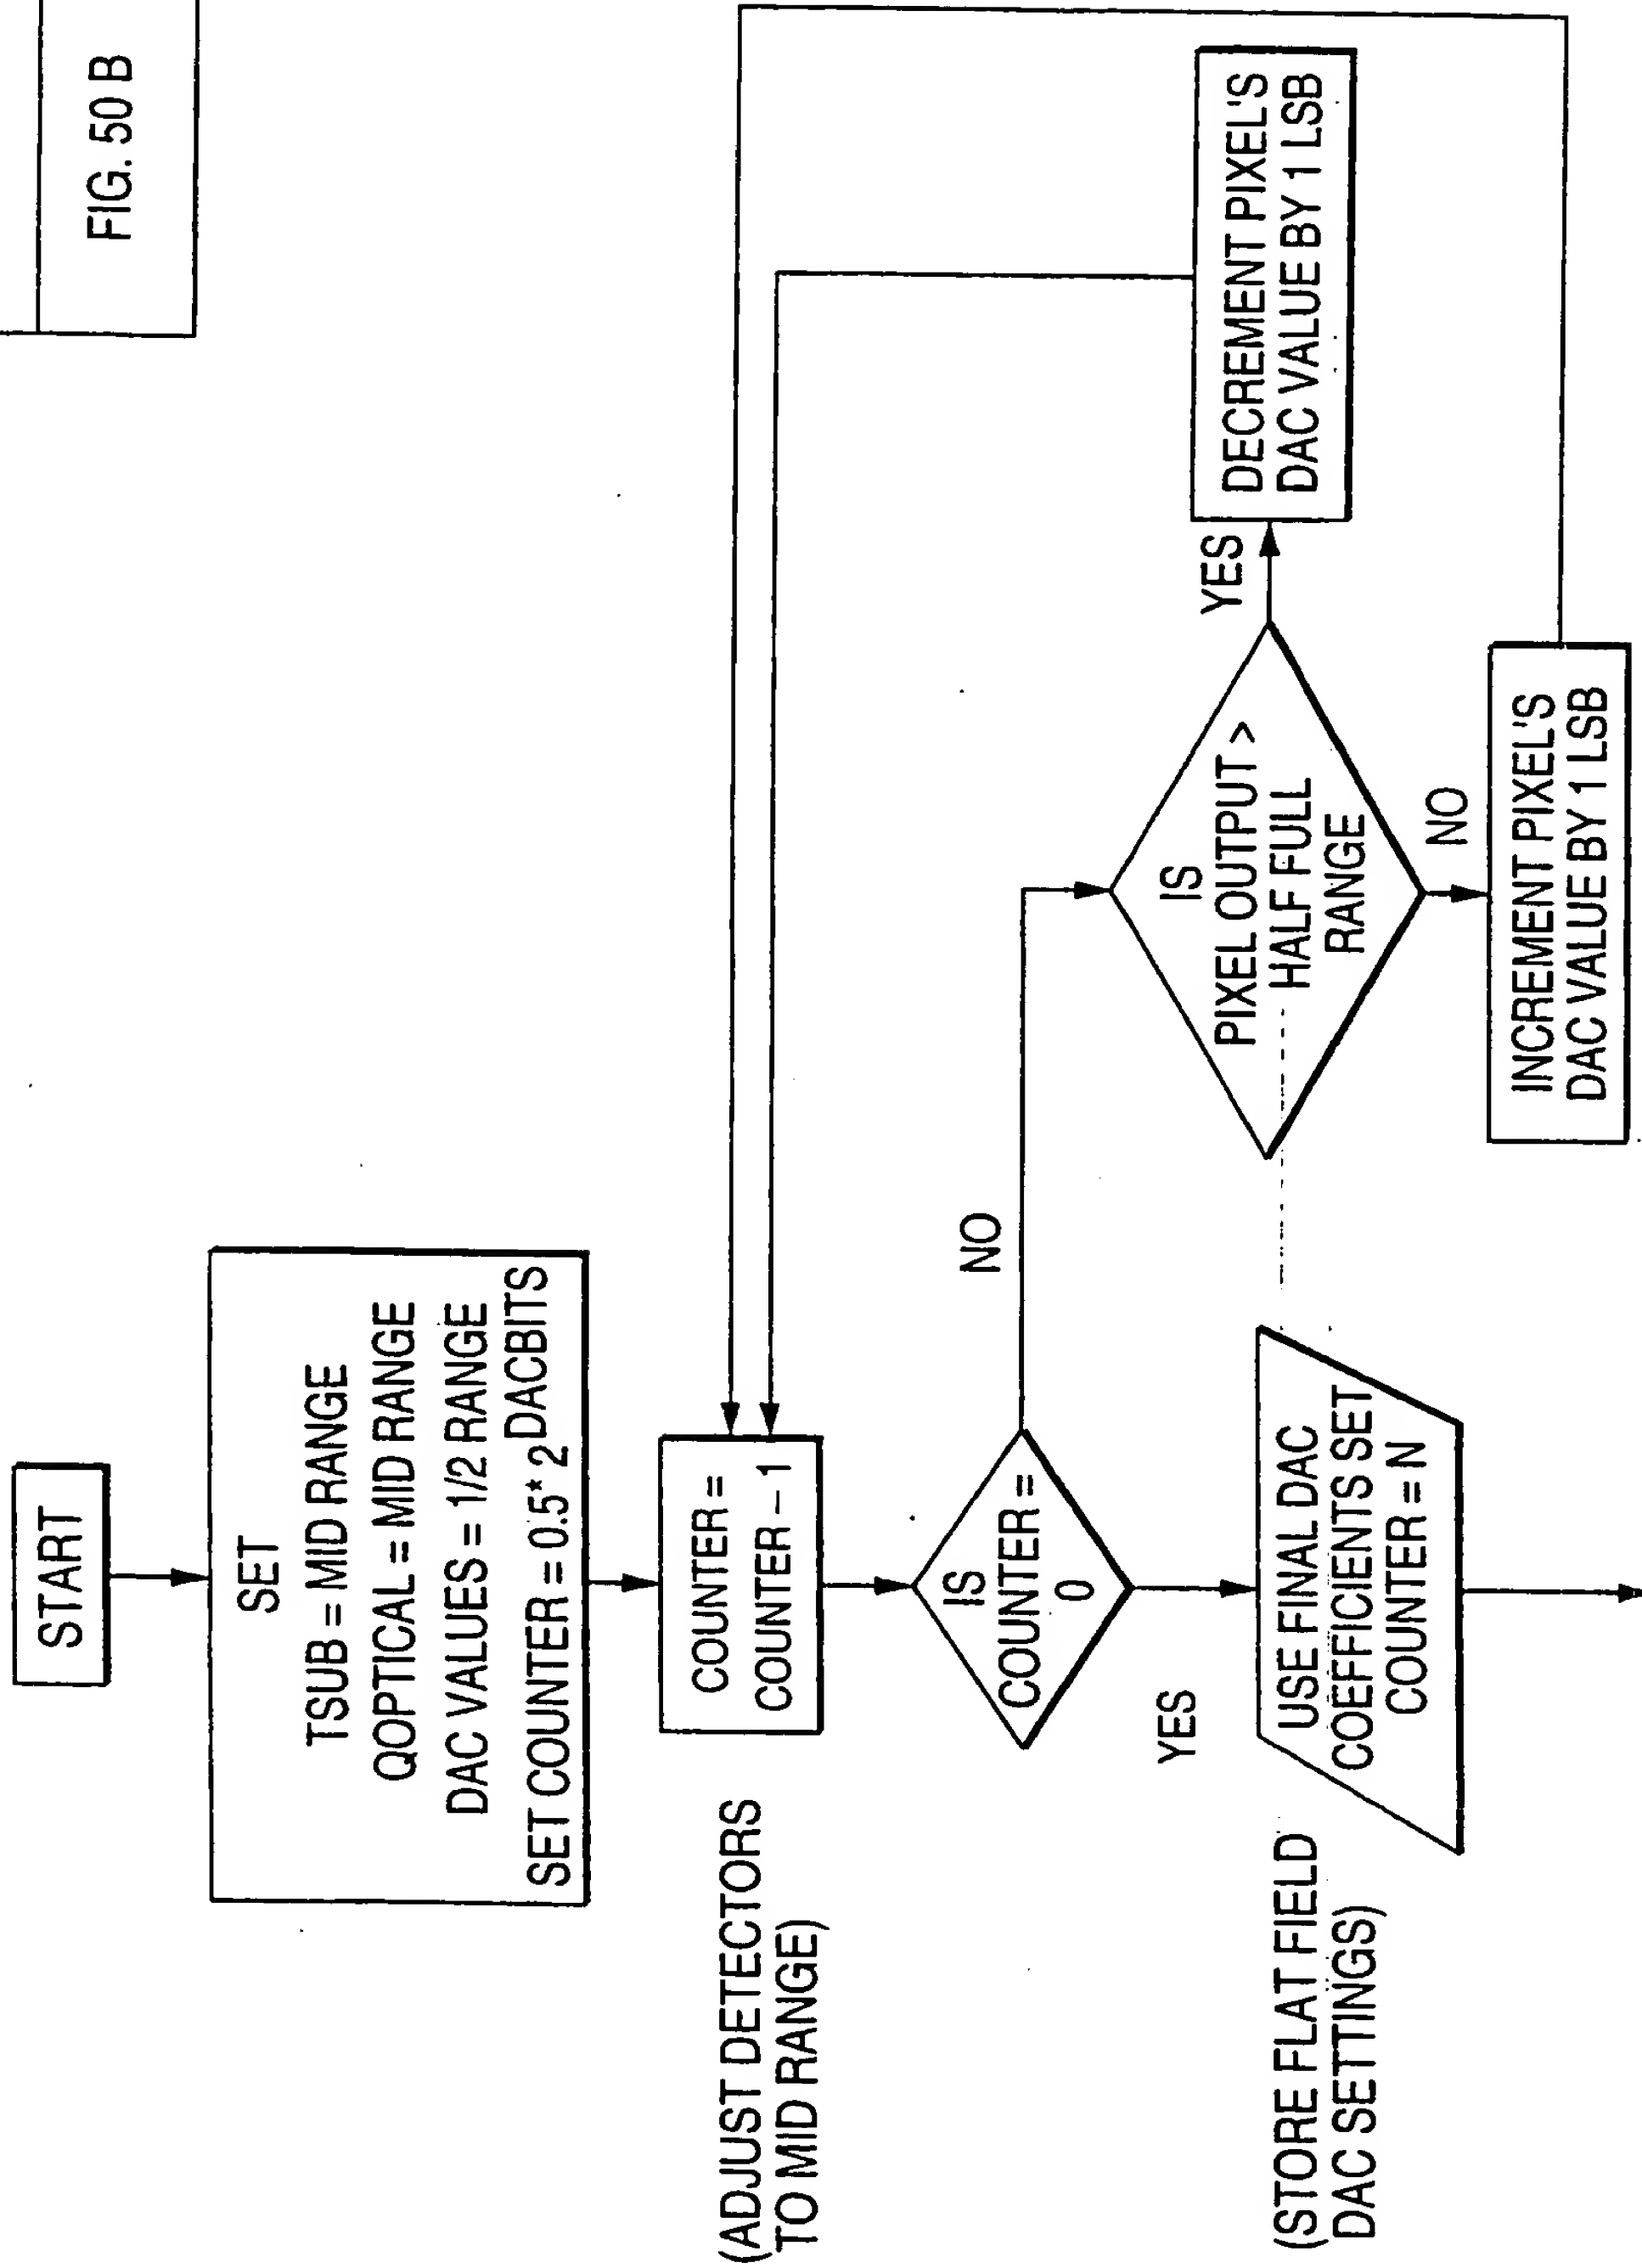 FIG. 50 B
START
SET
TSUB = MID RANGE
QOPTICAL = MID RANGE
DAC VALUES = 1/2 RANGE
SET COUNTER = 0.5* 2 DACBITS
(ADJUST DETECTORS
TO MID RANGE)
COUNTER =
COUNTER – 1
IS
COUNTER =
0
NO
YES
IS
PIXEL OUTPUT >
HALF FULL
RANGE
YES
DECREMENT PIXEL'S
DAC VALUE BY 1 LSB
NO
INCREMENT PIXEL'S
DAC VALUE BY 1 LSB
(STORE FLAT FIELD
DAC SETTINGS)
USE FINAL DAC
COEFFICIENTS SET
COUNTER = N